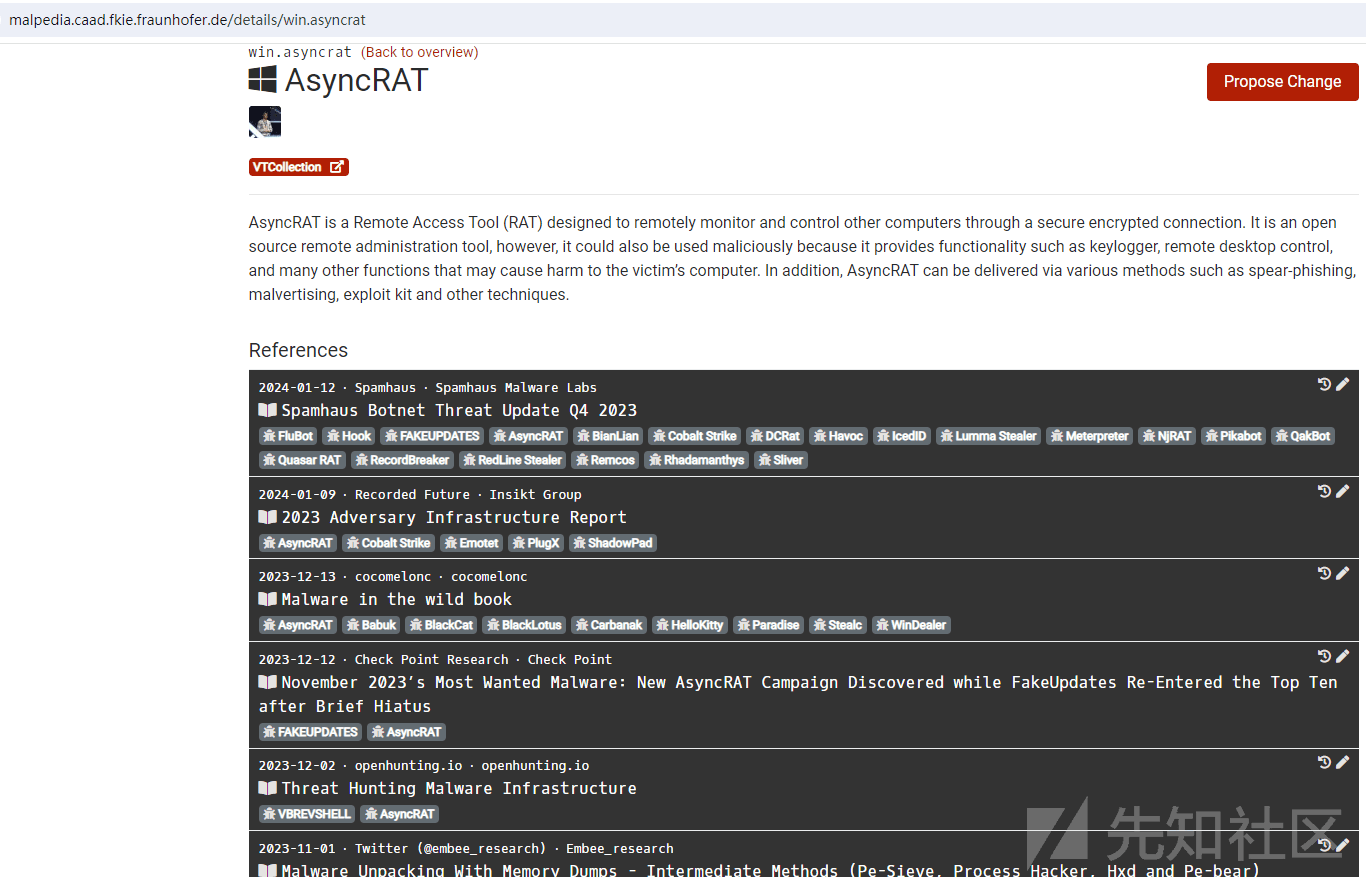 malpedia.caad.fkie.fraunhofer.de/details/win.asyncrat
win.asyncrat (Back to overview)
AsyncRAT
Propose Change
VTCollection
AsyncRAT is a Remote Access Tool (RAT) designed to remotely monitor and control other computers through a secure encrypted connection. It is an open
source remote administration tool, however, it could also be used maliciously because it provides functionality such as keylogger, remote desktop control,
and many other functions that may cause harm to the victim's computer. In addition, AsyncRAT can be delivered via various methods such as spear-phishing,
malvertising, exploit kit and other techniques.
References
2024-01-12 · Spamhaus · Spamhaus Malware Labs
Spamhaus Botnet Threat Update Q4 2023
FluBot Hook FAKEUPDATES AsyncRAT BianLian Cobalt Strike DCRat Havoc IcedID Lumma Stealer Meterpreter NjRAT Pikabot QakBot
Quasar RAT RecordBreaker RedLine Stealer Remcos Rhadamanthys Sliver
2024-01-09 · Recorded Future · Insikt Group
2023 Adversary Infrastructure Report
AsyncRAT Cobalt Strike Emotet PlugX ShadowPad
2023-12-13 · cocomelonc · cocomelonc
Malware in the wild book
AsyncRAT Babuk BlackCat BlackLotus Carbanak HelloKitty Paradise Stealc WinDealer
2023-12-12 · Check Point Research · Check Point
November 2023's Most Wanted Malware: New AsyncRAT Campaign Discovered while FakeUpdates Re-Entered the Top Ten
after Brief Hiatus
FAKEUPDATES AsyncRAT
2023-12-02 · openhunting.io · openhunting.io
Threat Hunting Malware Infrastructure
VBREVSHELL AsyncRAT
2023-11-01 · Twitter (@embee_research) · Embee_research
Malware Unpacking With Memory Dumps - Intermediate Methods (Pe-Sieve, Process Hacker, Hxd and Pe-bear)
先知社区